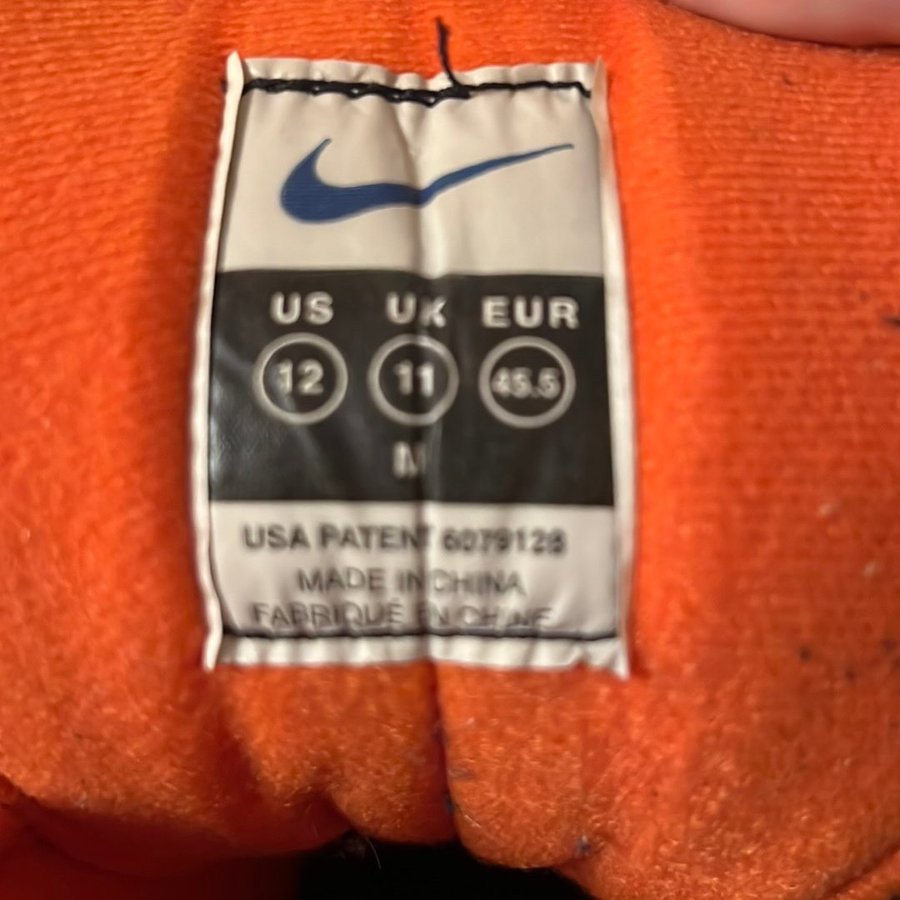 US UK EUR
12 11 45.5
M
USA PATENT 6079128
MADE IN CHINA
FABRIQUÉ EN CHINE